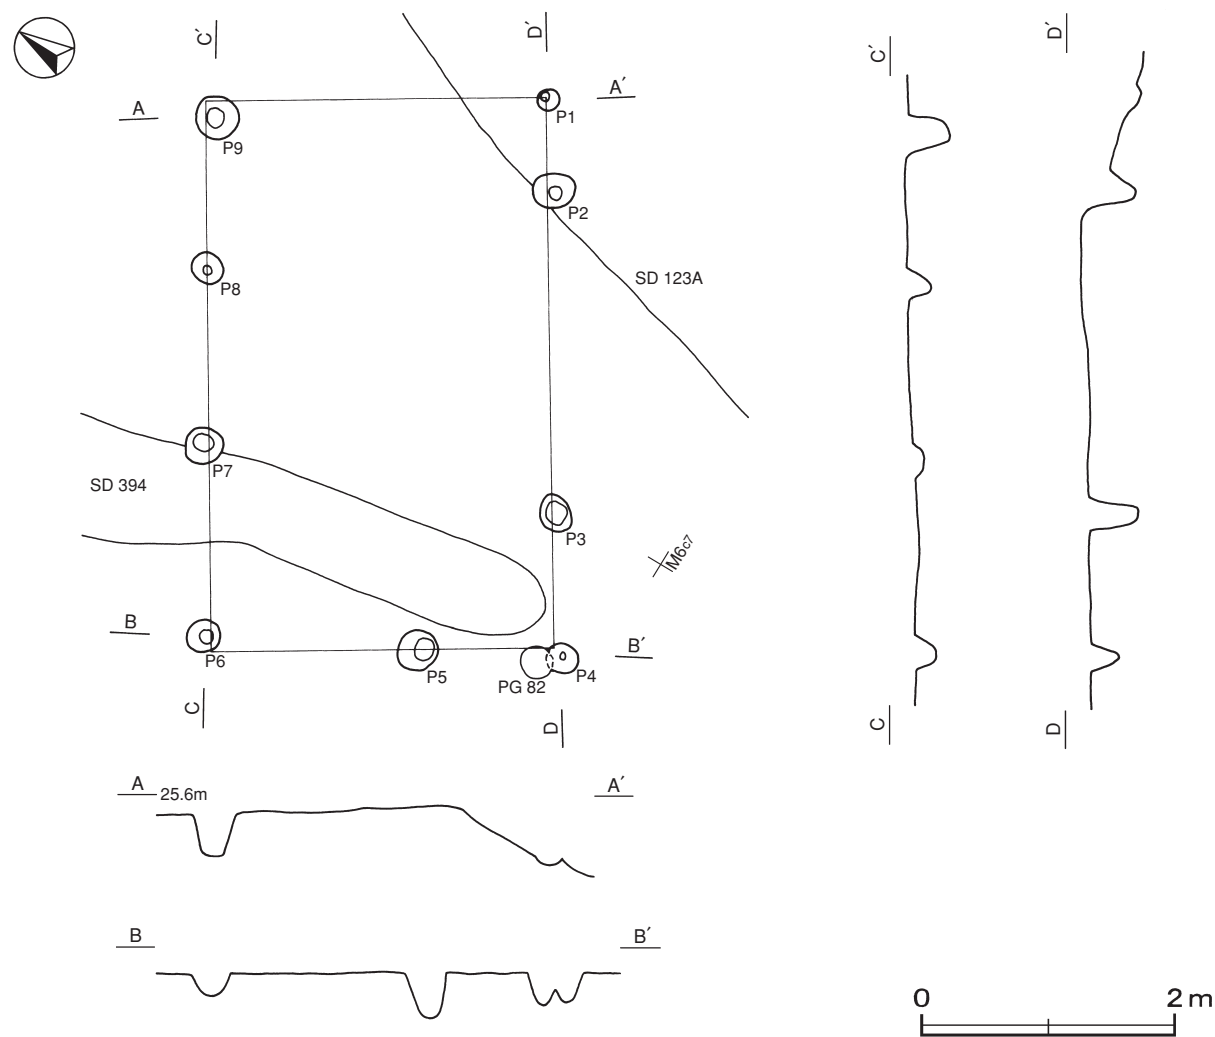 C′
D′
C′
D′
A
A′
P1
P9
P2
SD 123A
P8
P7
SD 394
P3
M6c7
B
B′
P6
P5
PG 82
P4
C
D
C
D
A
25.6m
A′
B
B′
0
2 m